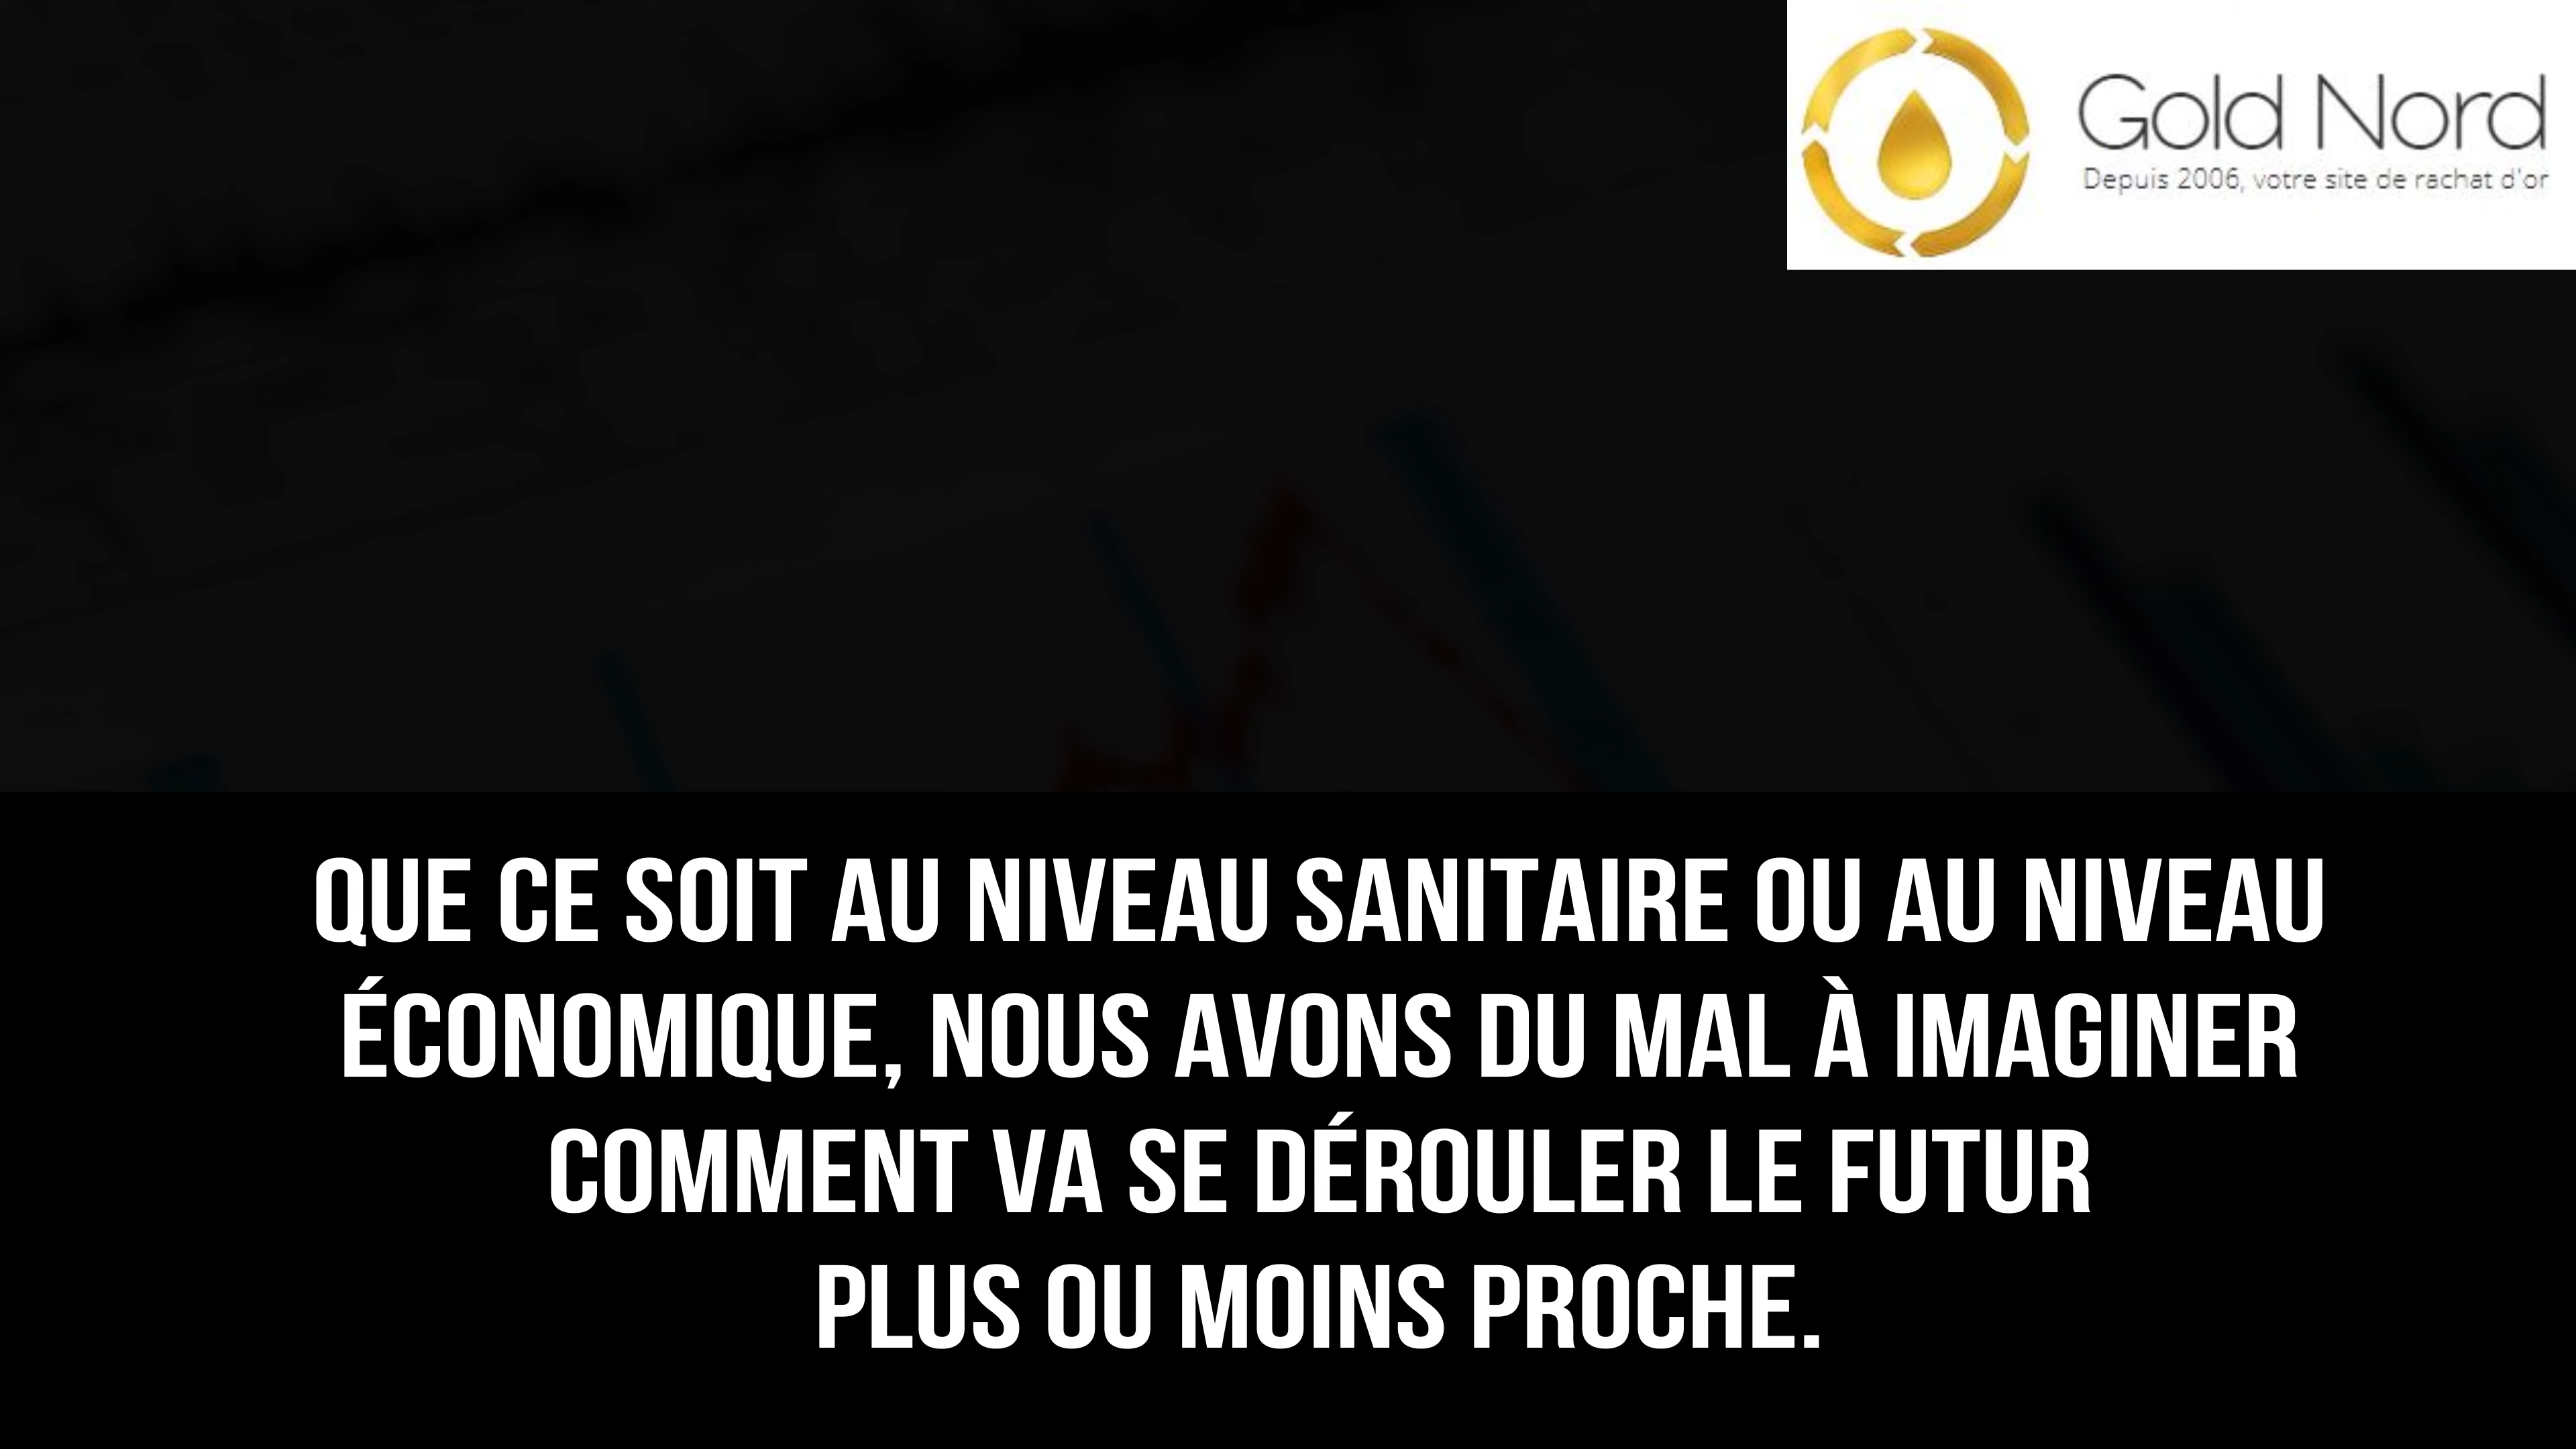 Gold Nord
Depuis 2006, votre site de rachat d'or
QUE CE SOIT AU NIVEAU SANITAIRE OU AU NIVEAU
ÉCONOMIQUE, NOUS AVONS DU MAL À IMAGINER
COMMENT VA SE DÉROULER LE FUTUR
PLUS OU MOINS PROCHE.